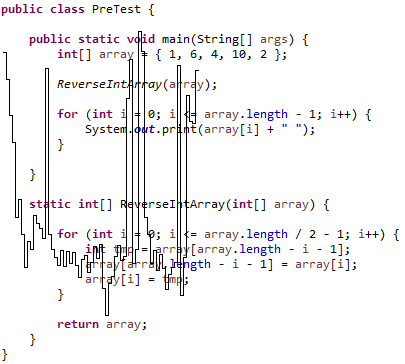 public class PreTest {
public static void main(String[] args) {
int[] array = { 1, 6, 4, 10, 2 };
ReverseIntArray(array);
for (int i = 0; i <= array.length - 1; i++) {
System.out.print(array[i] + " ");
}
}
static int[] ReverseIntArray(int[] array) {
for (int i = 0; i <= array.length / 2 - 1; i++) {
int tmp = array[array.length - i - 1];
array[array.length - i - 1] = array[i];
array[i] = tmp;
}
return array;
}
}